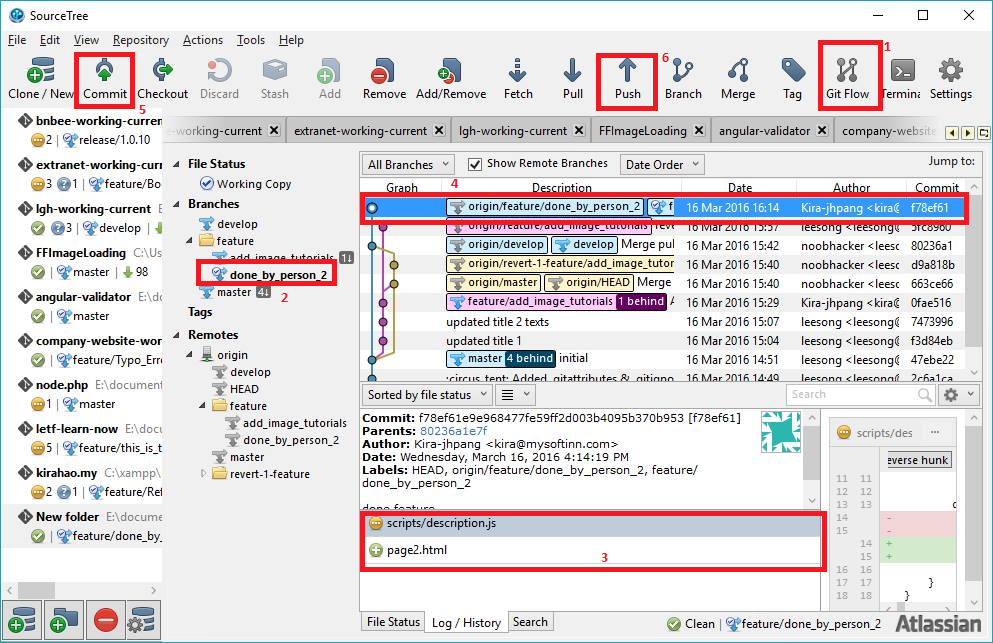 SourceTree
File Edit View Repository Actions Tools Help
1
6
5
Clone / New Commit Checkout Discard Stash Add Remove Add/Remove Fetch Pull Push Branch Merge Tag Git Flow Termina Settings
e-working-current extranet-working-current lgh-working-current FFImageLoading angular-validator company-website
bnbee-working-curren
2 release/1.0.10
extranet-working-curr
3 1 feature/Bo
lgh-working-current
3 develop
FFImageLoading C:\Us
master 98
angular-validator E:\do
master
company-website-wor
feature/Typo_Erro
node.php E:\document
1 master
letf-learn-now E:\docu
5 feature/this_is_t
kirahao.my C:\xampp\
2 1 feature/Ref
New folder E:\docume
feature/done_by_
File Status
Working Copy
Branches
develop
feature
add_image_tutorials 1↓
done_by_person_2
2
master 4↓
Tags
Remotes
origin
develop
HEAD
feature
add_image_tutorials
done_by_person_2
master
revert-1-feature
All Branches Show Remote Branches Date Order Jump to:
4
Graph Description Date Author Commit
origin/feature/done_by_person_2 f 16 Mar 2016 16:14 Kira-jhpang <kira@ f78ef61
origin/feature/add_image_tutorials reve 16 Mar 2016 15:45 Kira-jhpang <kira@ 5fc8960
origin/develop develop Merge pul 16 Mar 2016 15:42 noobhacker <leeso 80236a1
origin/revert-1-feature/add_image_tutor 16 Mar 2016 15:40 noobhacker <leeso d9a818b
origin/master origin/HEAD Merge 16 Mar 2016 15:40 noobhacker <leeso 663ce66
feature/add_image_tutorials 1 behind A 16 Mar 2016 15:29 Kira-jhpang <kira@ 0fae516
updated title 2 texts 16 Mar 2016 15:07 leesong <leesong@ 7473996
updated title 1 16 Mar 2016 15:04 leesong <leesong@ f3d84eb
master 4 behind initial 16 Mar 2016 14:51 leesong <leesong@ 47ebe22
:circus_tent: Added .gitattributes & .gitigno 16 Mar 2016 14:49 leesong <leesong@ 2c6a1ca
Sorted by file status Search
Commit: f78ef61e9e968477fe59ff2d003b4095b370b953 [f78ef61]
Parents: 80236a1e7f
Author: Kira-jhpang <kira@mysoftinn.com>
Date: Wednesday, March 16, 2016 4:14:19 PM
Labels: HEAD, origin/feature/done_by_person_2, feature/
done_by_person_2
done feature
scripts/description.js
page2.html
3
scripts/des ...
everse hunk
11 11
12 12
13 13 d
14 -
15 -
14 +
15 +
16 16
17 17 }
18 18 }
File Status Log / History Search
Clean feature/done_by_person_2 Atlassian